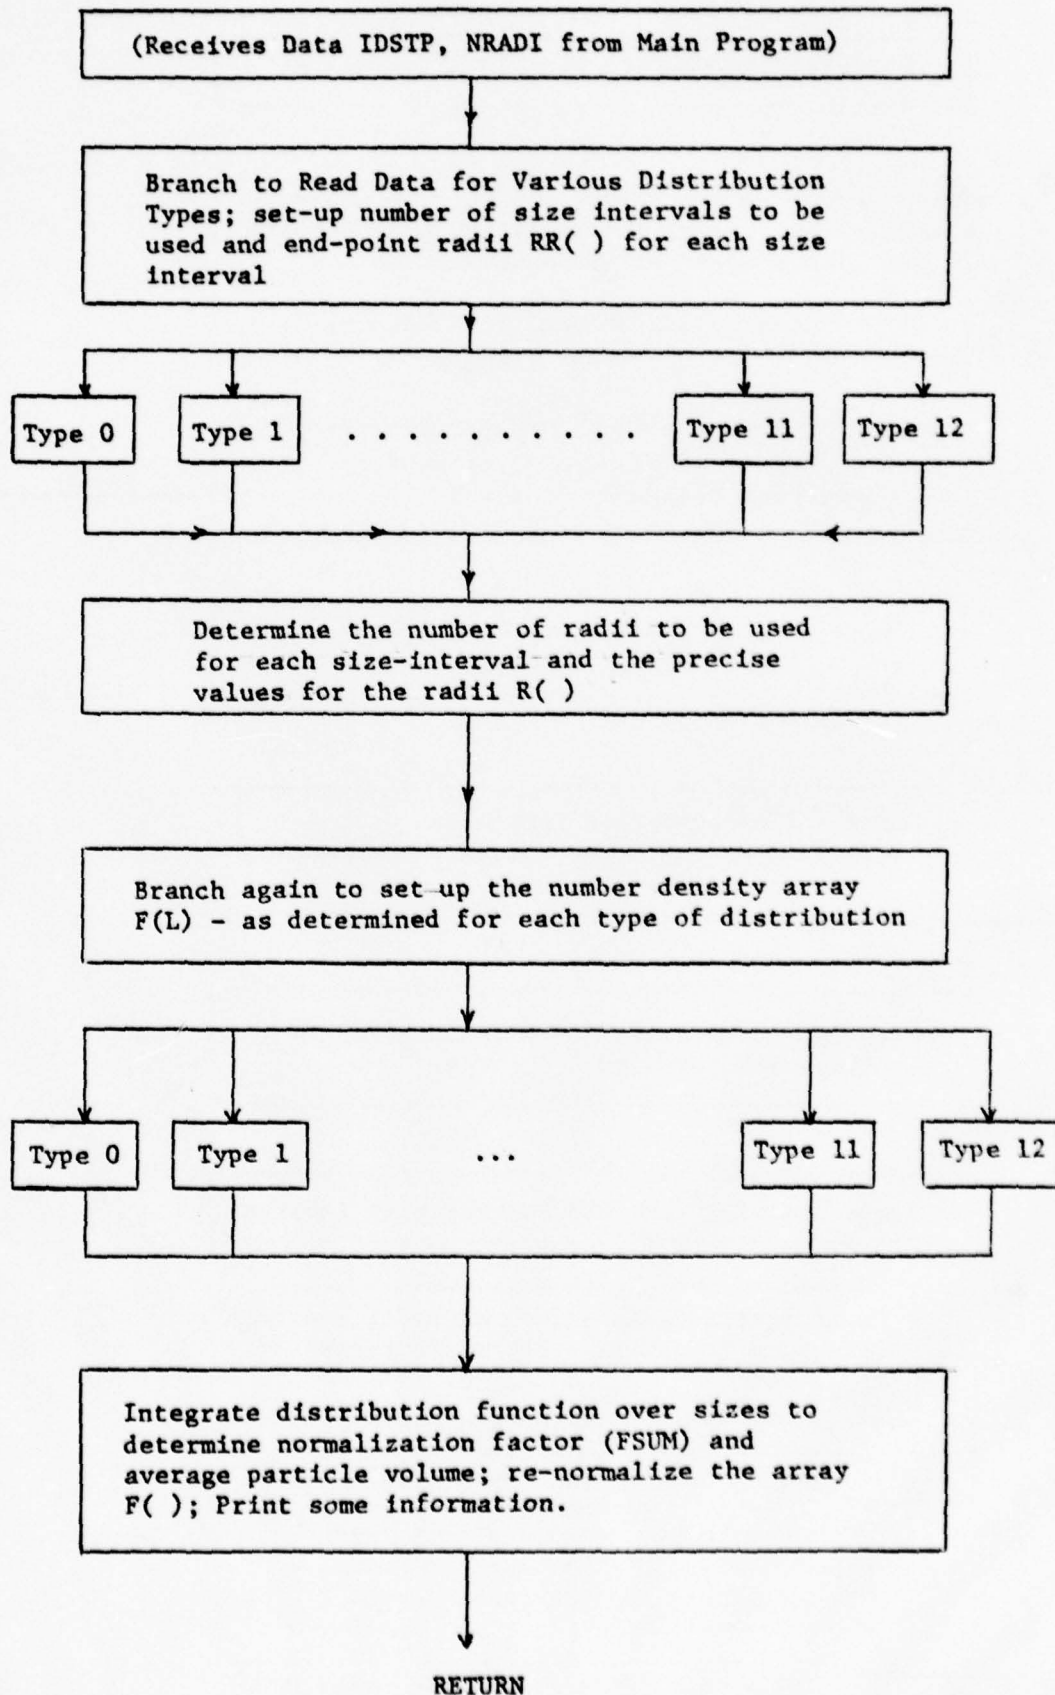 (Receives Data IDSTP, NRADI from Main Program)
Branch to Read Data for Various Distribution
Types; set-up number of size intervals to be
used and end-point radii RR( ) for each size
interval
Type 0
Type 1
. . . . . . . . . .
Type 11
Type 12
Determine the number of radii to be used
for each size-interval and the precise
values for the radii R( )
Branch again to set up the number density array
F(L) - as determined for each type of distribution
Type 0
Type 1
...
Type 11
Type 12
Integrate distribution function over sizes to
determine normalization factor (FSUM) and
average particle volume; re-normalize the array
F( ); Print some information.
RETURN